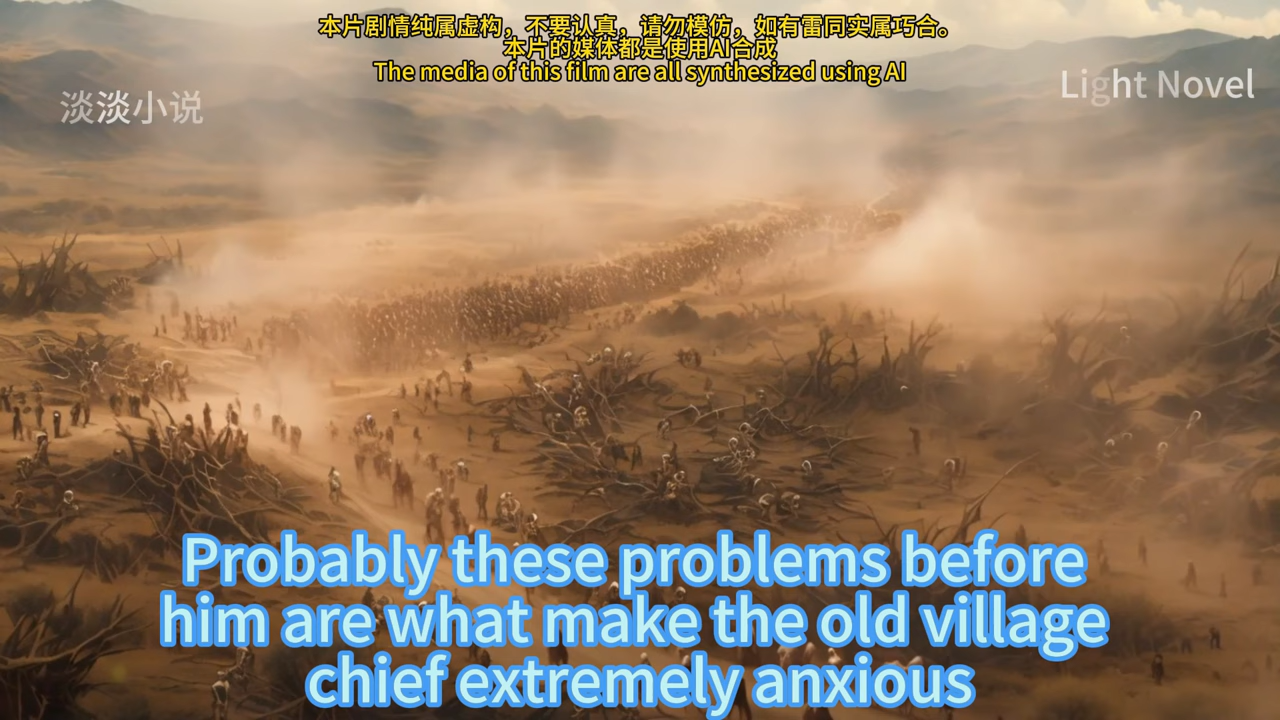 本片剧情纯属虚构，不要认真，请勿模仿，如有雷同实属巧合。
本片的媒体都是使用AI合成
The media of this film are all synthesized using AI
淡淡小说
Light Novel
Probably these problems before
him are what make the old village
chief extremely anxious